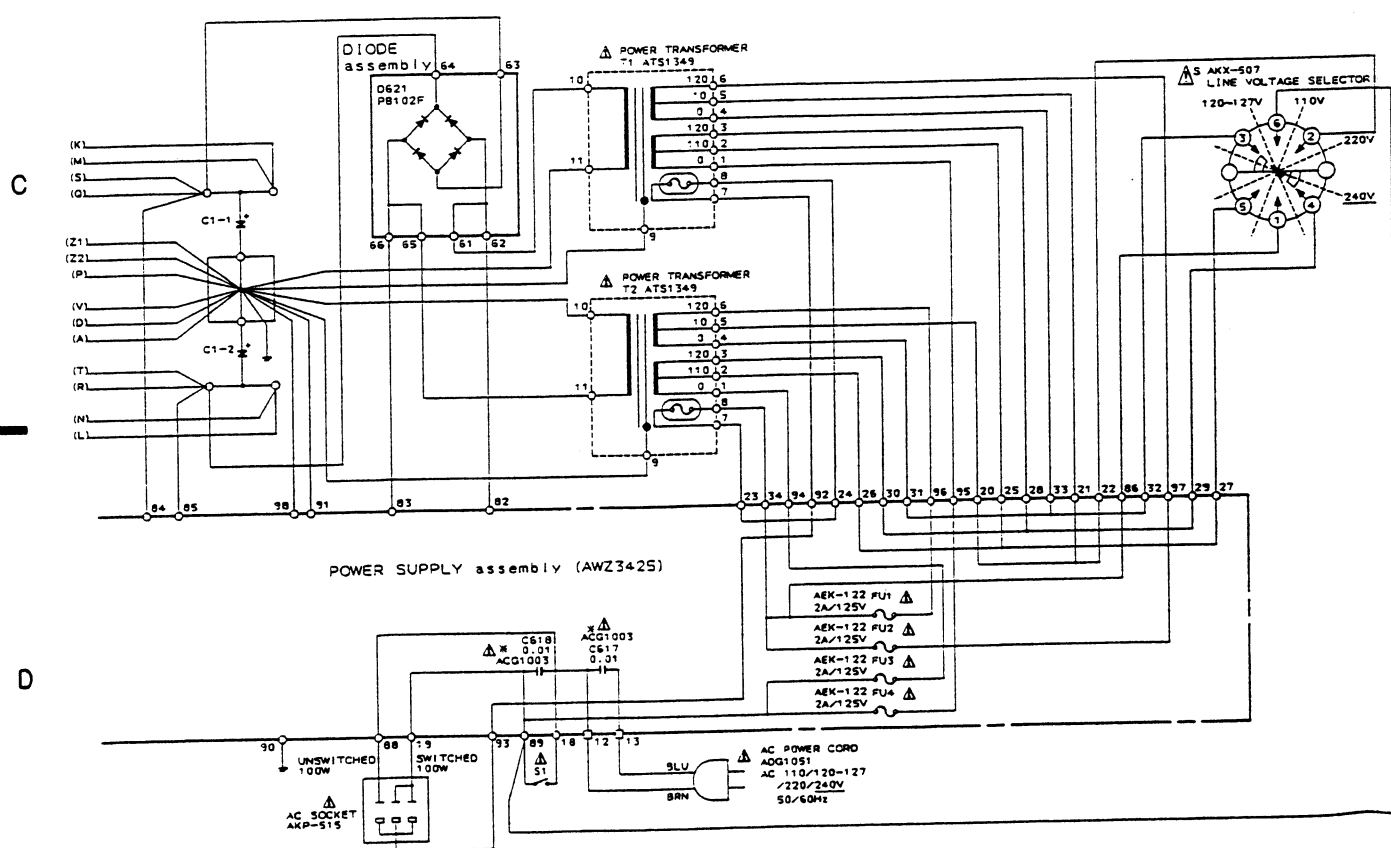 DIODE
assembly
64
63
D621
PB102F
66
65
61
62
POWER TRANSFORMER
T1 ATS1349
10
11
120 6
10 5
0 4
120 3
110 2
0 1
8
7
9
S AKX-507
LINE VOLTAGE SELECTOR
120~127V
110V
220V
240V
6
3
2
5
4
1
C
(K)
(M)
(S)
(Q)
C1-1
+
(Z1)
(Z2)
(P)
(V)
(D)
(A)
C1-2
+
(T)
(R)
(N)
(L)
POWER TRANSFORMER
T2 ATS1349
10
11
120 6
10 5
0 4
120 3
110 2
0 1
8
7
9
84
85
98
91
83
82
23
34
94
92
24
26
30
31
96
95
20
25
28
33
21
22
86
32
97
29
27
POWER SUPPLY assembly (AWZ3425)
D
AEK-122 FU1
2A/125V
AEK-122 FU2
2A/125V
AEK-122 FU3
2A/125V
AEK-122 FU4
2A/125V
※
C618
0.01
ACG1003
※
ACG1003
C617
0.01
90
88
19
93
89
18
12
13
UNSWITCHED
100W
SWITCHED
100W
S1
BLU
BRN
AC POWER CORD
ADG1051
AC 110/120-127
/220/240V
50/60Hz
AC SOCKET
AKP-515